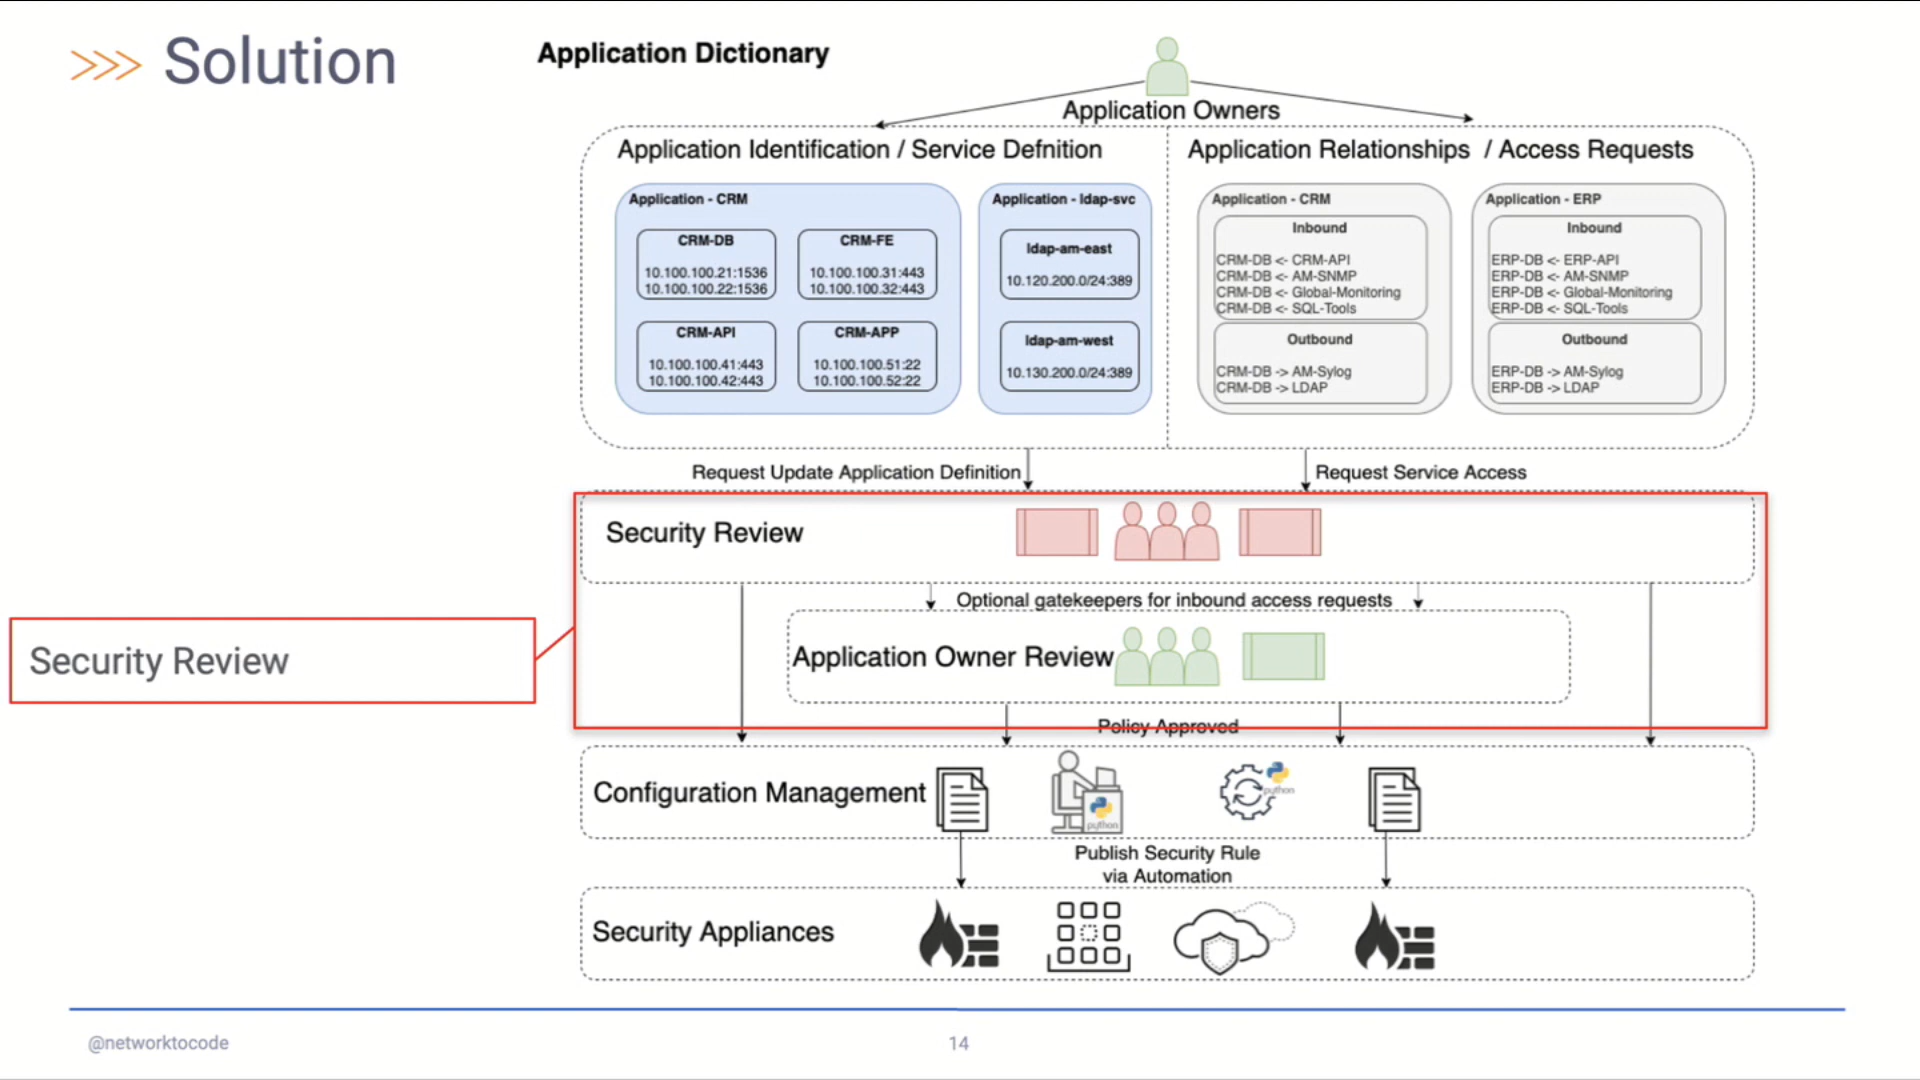 >>> Solution
Application Dictionary
Application Owners
Application Identification / Service Defnition
Application - CRM
CRM-DB
10.100.100.21:1536
10.100.100.22:1536
CRM-FE
10.100.100.31:443
10.100.100.32:443
CRM-API
10.100.100.41:443
10.100.100.42:443
CRM-APP
10.100.100.51:22
10.100.100.52:22
Application - ldap-svc
ldap-am-east
10.120.200.0/24:389
ldap-am-west
10.130.200.0/24:389
Application Relationships / Access Requests
Application - CRM
Inbound
CRM-DB <- CRM-API
CRM-DB <- AM-SNMP
CRM-DB <- Global-Monitoring
CRM-DB <- SQL-Tools
Outbound
CRM-DB -> AM-Sylog
CRM-DB -> LDAP
Application - ERP
Inbound
ERP-DB <- ERP-API
ERP-DB <- AM-SNMP
ERP-DB <- Global-Monitoring
ERP-DB <- SQL-Tools
Outbound
ERP-DB -> AM-Sylog
ERP-DB -> LDAP
Request Update Application Definition
Request Service Access
Security Review
Optional gatekeepers for inbound access requests
Security Review
Application Owner Review
Policy Approved
Configuration Management
python
python
Publish Security Rule
via Automation
Security Appliances
@networktocode
14